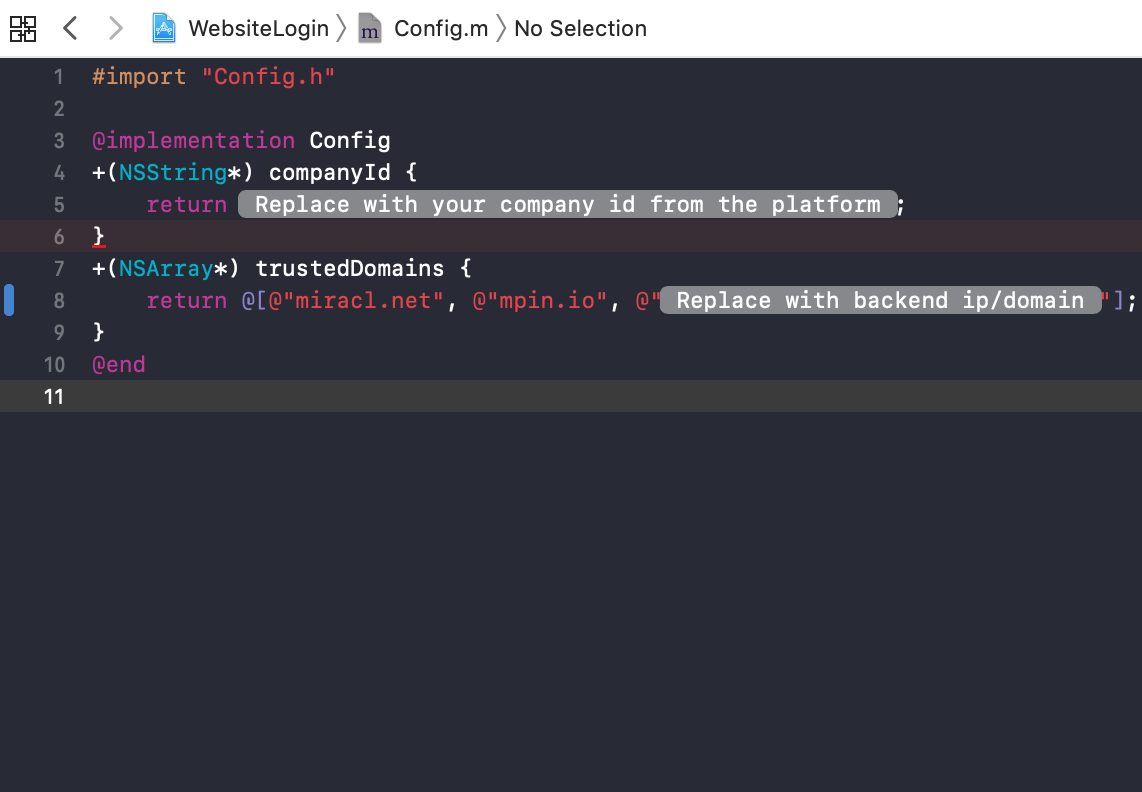 WebsiteLogin 〉 m Config.m 〉 No Selection
1 #import "Config.h"
2
3 @implementation Config
4 +(NSString*) companyId {
5     return Replace with your company id from the platform ;
6 }
7 +(NSArray*) trustedDomains {
8     return @[@"miracl.net", @"mpin.io", @" Replace with backend ip/domain "];
9 }
10 @end
11